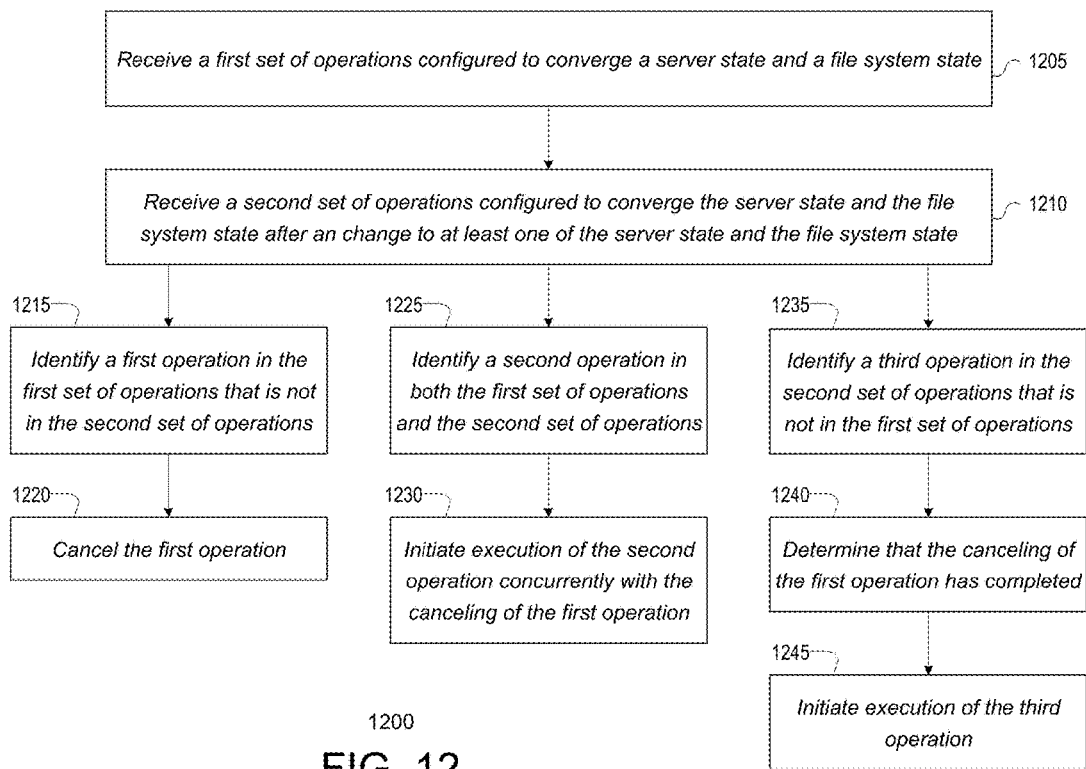 Receive a first set of operations configured to converge a server state and a file system state
1205
Receive a second set of operations configured to converge the server state and the file
system state after an change to at least one of the server state and the file system state
1210
1215
Identify a first operation in the
first set of operations that is not
in the second set of operations
1220
Cancel the first operation
1225
Identify a second operation in
both the first set of operations
and the second set of operations
1230
Initiate execution of the second
operation concurrently with the
canceling of the first operation
1235
Identify a third operation in the
second set of operations that is
not in the first set of operations
1240
Determine that the canceling of
the first operation has completed
1245
Initiate execution of the third
operation
1200
FIG. 12